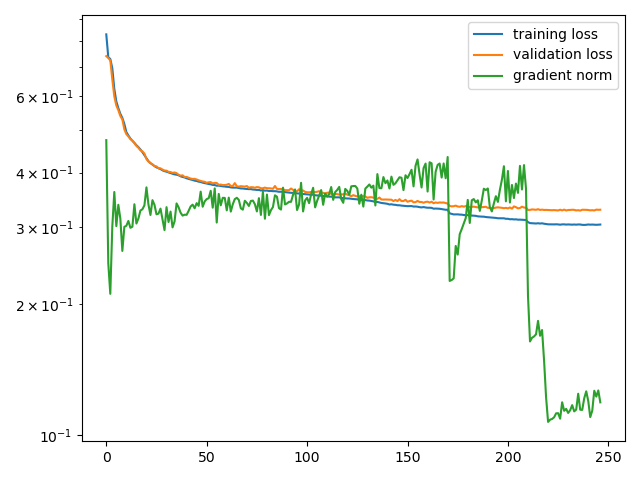 training loss
validation loss
gradient norm
6 × 10⁻¹
4 × 10⁻¹
3 × 10⁻¹
2 × 10⁻¹
10⁻¹
0 50 100 150 200 250